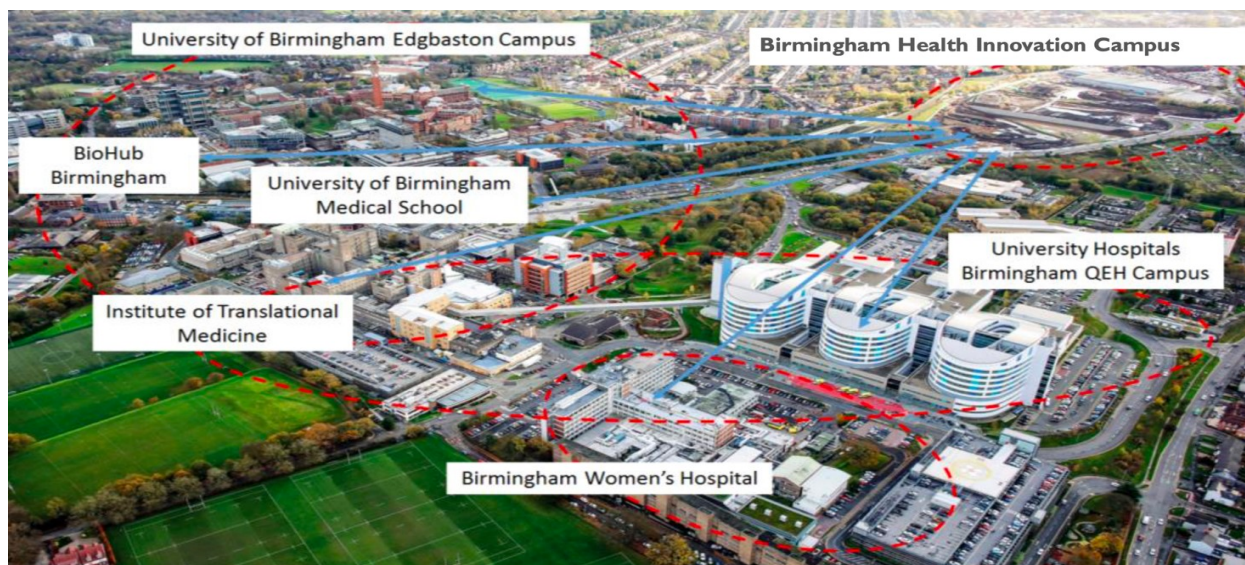 University of Birmingham Edgbaston Campus
Birmingham Health Innovation Campus
BioHub
Birmingham
University of Birmingham
Medical School
University Hospitals
Birmingham QEH Campus
Institute of Translational
Medicine
Birmingham Women's Hospital